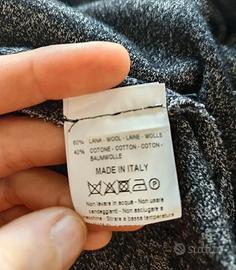 60% LANA - WOOL - LAINE - WOLLE
40% COTONE - COTTON - COTON -
BAUMWOLLE
MADE IN ITALY
P
Non lavare in acqua - Non usare
candeggianti - Non asciugare a
macchina - Stirare a bassa temperatura